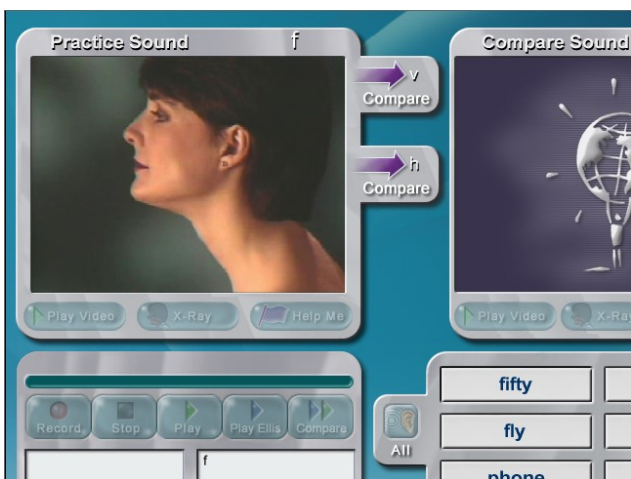 Practice Sound f
v
Compare
h
Compare
Play Video X-Ray Help Me
Compare Sound
Play Video X-Ra
Record Stop Play Play Ellis Compare
f
All
fifty
fly
phone